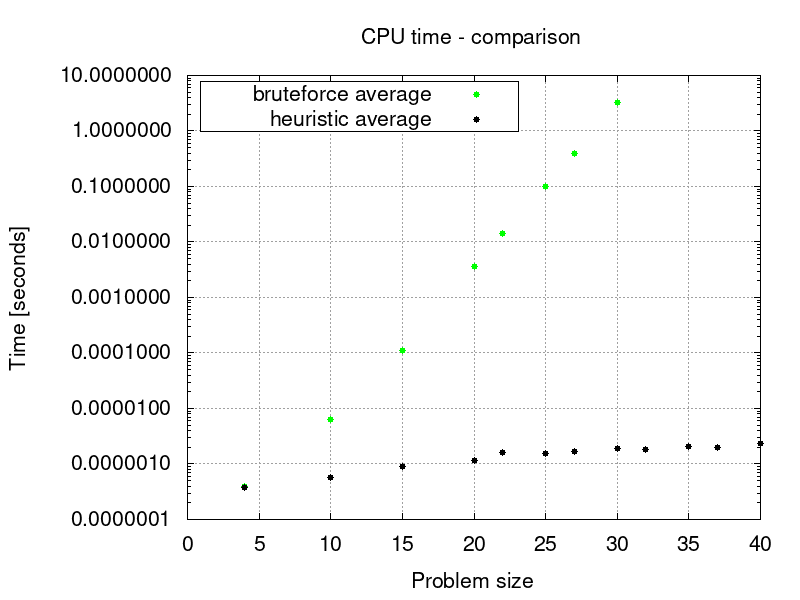 CPU time - comparison
10.0000000
1.0000000
0.1000000
0.0100000
0.0010000
0.0001000
0.0000100
0.0000010
0.0000001
bruteforce average
heuristic average
Time [seconds]
0 5 10 15 20 25 30 35 40
Problem size